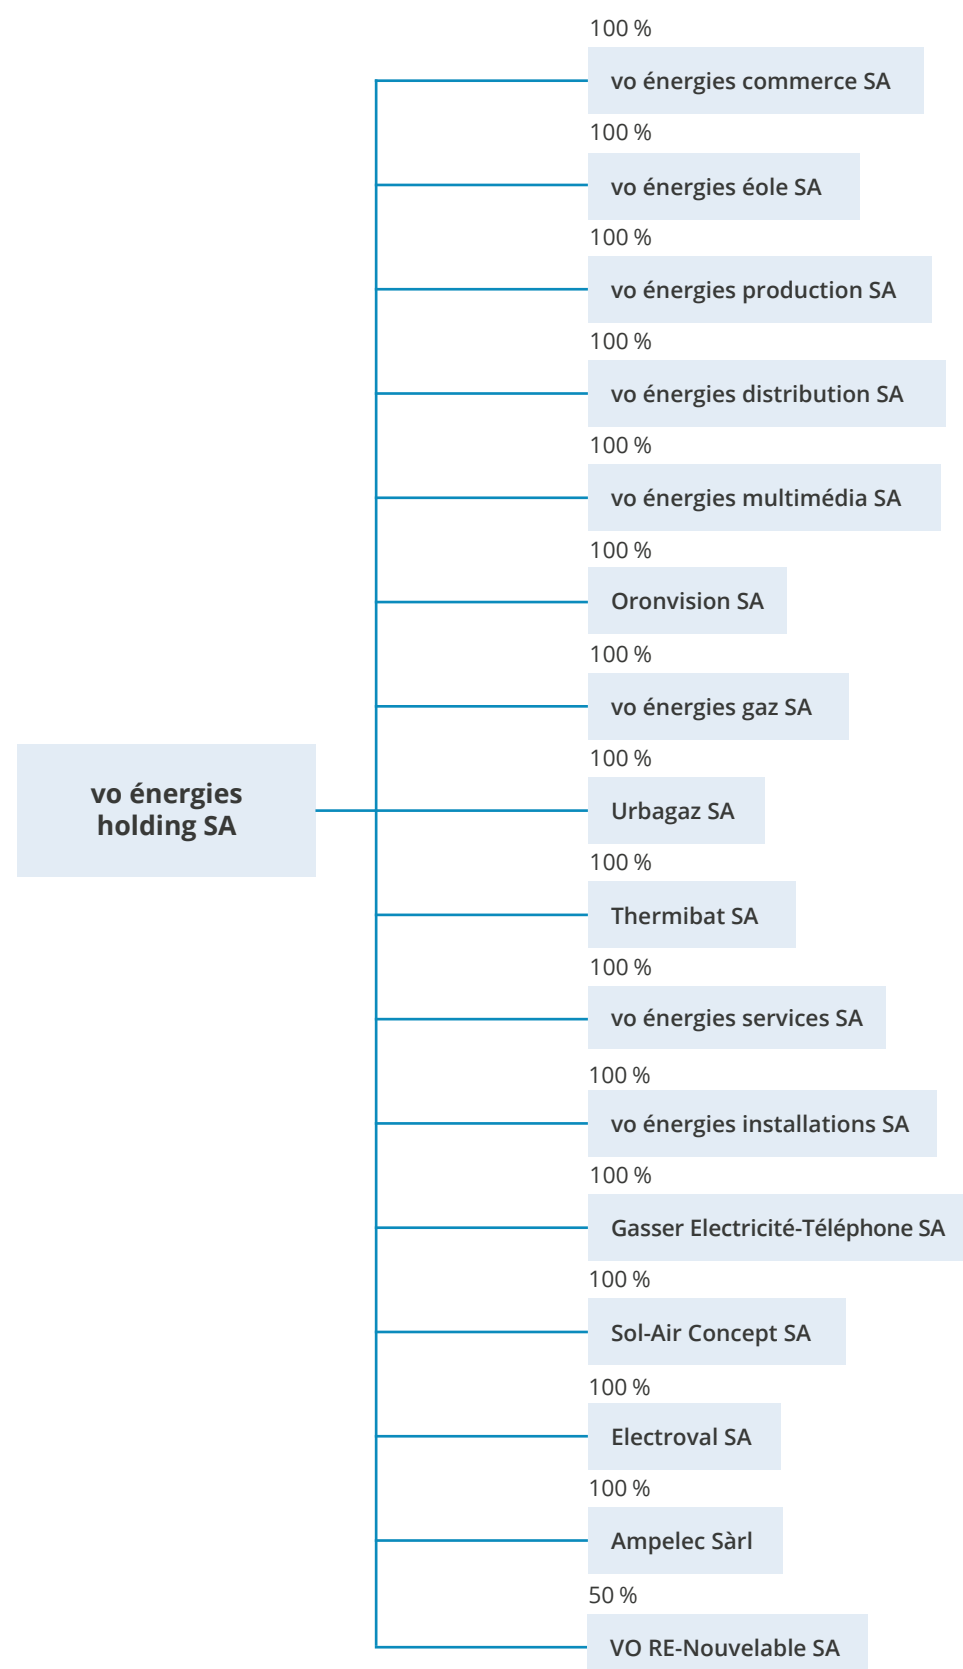 100 %
vo énergies commerce SA
100 %
vo énergies éole SA
100 %
vo énergies production SA
100 %
vo énergies distribution SA
100 %
vo énergies multimédia SA
100 %
Oronvision SA
100 %
vo énergies gaz SA
vo énergies
holding SA
100 %
Urbagaz SA
100 %
Thermibat SA
100 %
vo énergies services SA
100 %
vo énergies installations SA
100 %
Gasser Electricité-Téléphone SA
100 %
Sol-Air Concept SA
100 %
Electroval SA
100 %
Ampelec Sàrl
50 %
VO RE-Nouvelable SA